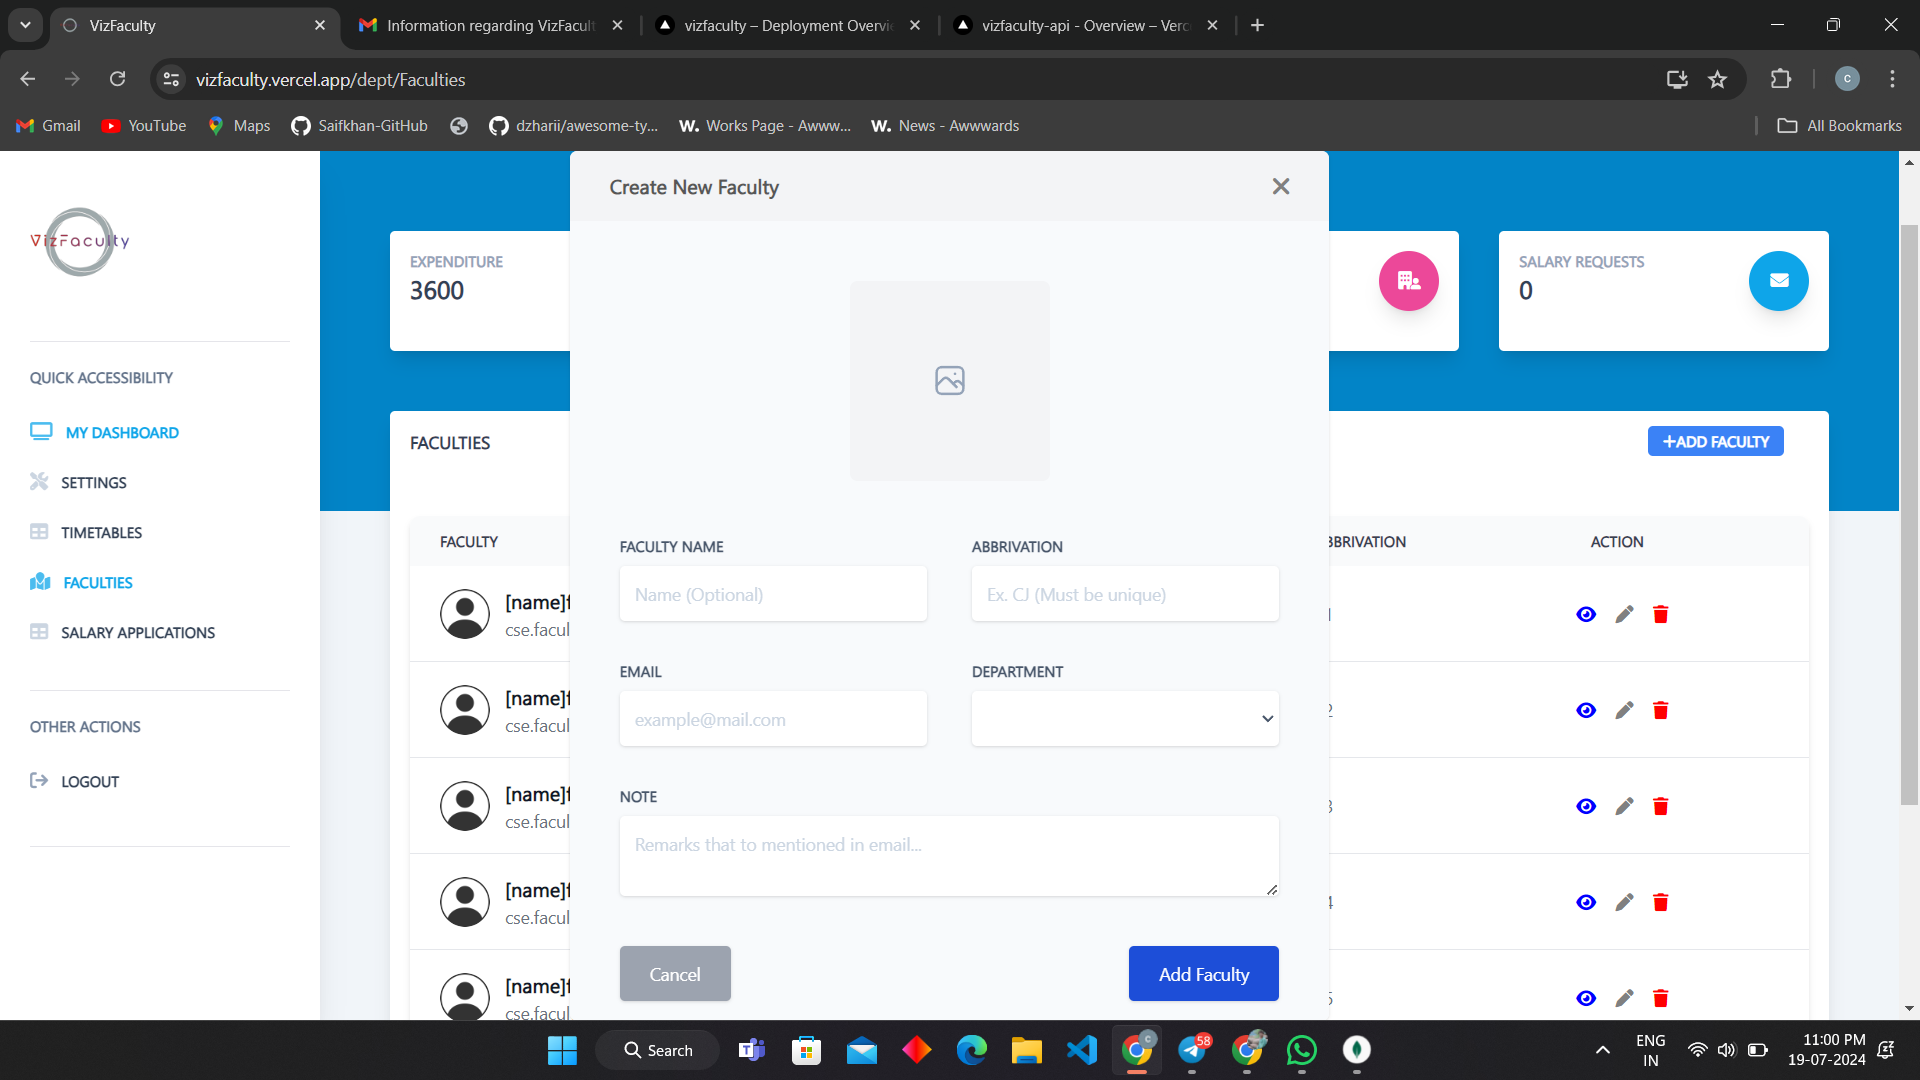 VizFaculty
Information regarding VizFacult
vizfaculty – Deployment Overvie
vizfaculty-api - Overview – Verc
vizfaculty.vercel.app/dept/Faculties
c
Gmail
YouTube
Maps
Saifkhan-GitHub
dzharii/awesome-ty...
W. Works Page - Awww...
W. News - Awwwards
All Bookmarks
VizFaculty
QUICK ACCESSIBILITY
MY DASHBOARD
SETTINGS
TIMETABLES
FACULTIES
SALARY APPLICATIONS
OTHER ACTIONS
LOGOUT
EXPENDITURE
3600
SALARY REQUESTS
0
FACULTIES
+ADD FACULTY
FACULTY
BBRIVATION
ACTION
[name]f
cse.facul
[name]f
cse.facul
2
[name]f
cse.facul
3
[name]f
cse.facul
4
[name]f
cse.facul
5
Create New Faculty
FACULTY NAME
Name (Optional)
ABBRIVATION
Ex. CJ (Must be unique)
EMAIL
example@mail.com
DEPARTMENT
NOTE
Remarks that to mentioned in email...
Cancel
Add Faculty
Search
C
58
ENG
IN
11:00 PM
19-07-2024